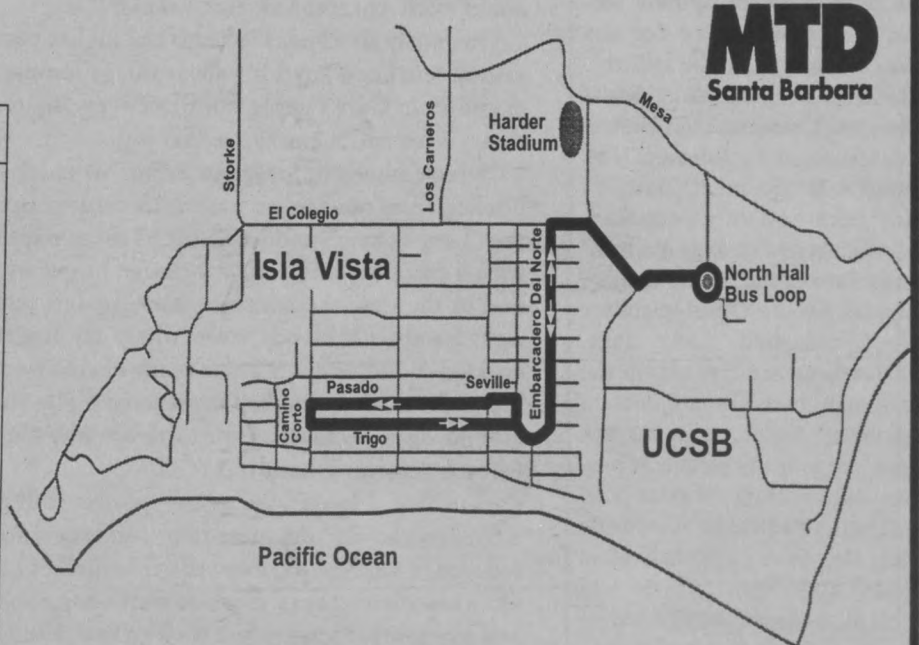 MTD
Santa Barbara
Mesa
Harder
Stadium
Los Carneros
Storke
El Colegio
Isla Vista
Embarcadero Del Norte
North Hall
Bus Loop
Pasado
Seville
Camino
Corto
Trigo
UCSB
Pacific Ocean